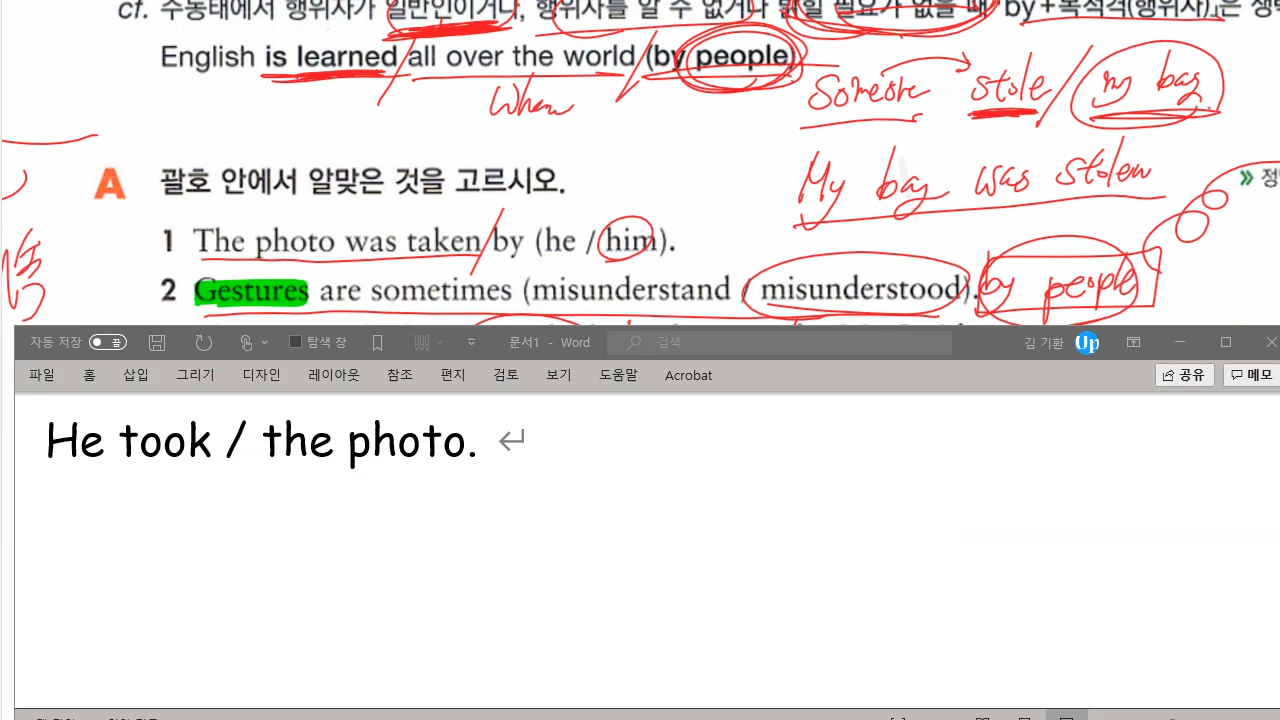 cf. 수동태에서 행위자가 일반인이거나, 행위자를 알 수 없거나 밝힐 필요가 없을 때 by+목적격(행위자)」은 생략
English is learned all over the world (by people)
Someone stole / my bag
A 괄호 안에서 알맞은 것을 고르시오.
My bag was stolen
1 The photo was taken / by (he / him).
2 Gestures are sometimes (misunderstand / misunderstood). by people
자동 저장 끔 탐색 창 문서1 - Word 검색 김 기환 Up
파일 홈 삽입 그리기 디자인 레이아웃 참조 편지 검토 보기 도움말 Acrobat 공유 메모
He took / the photo.